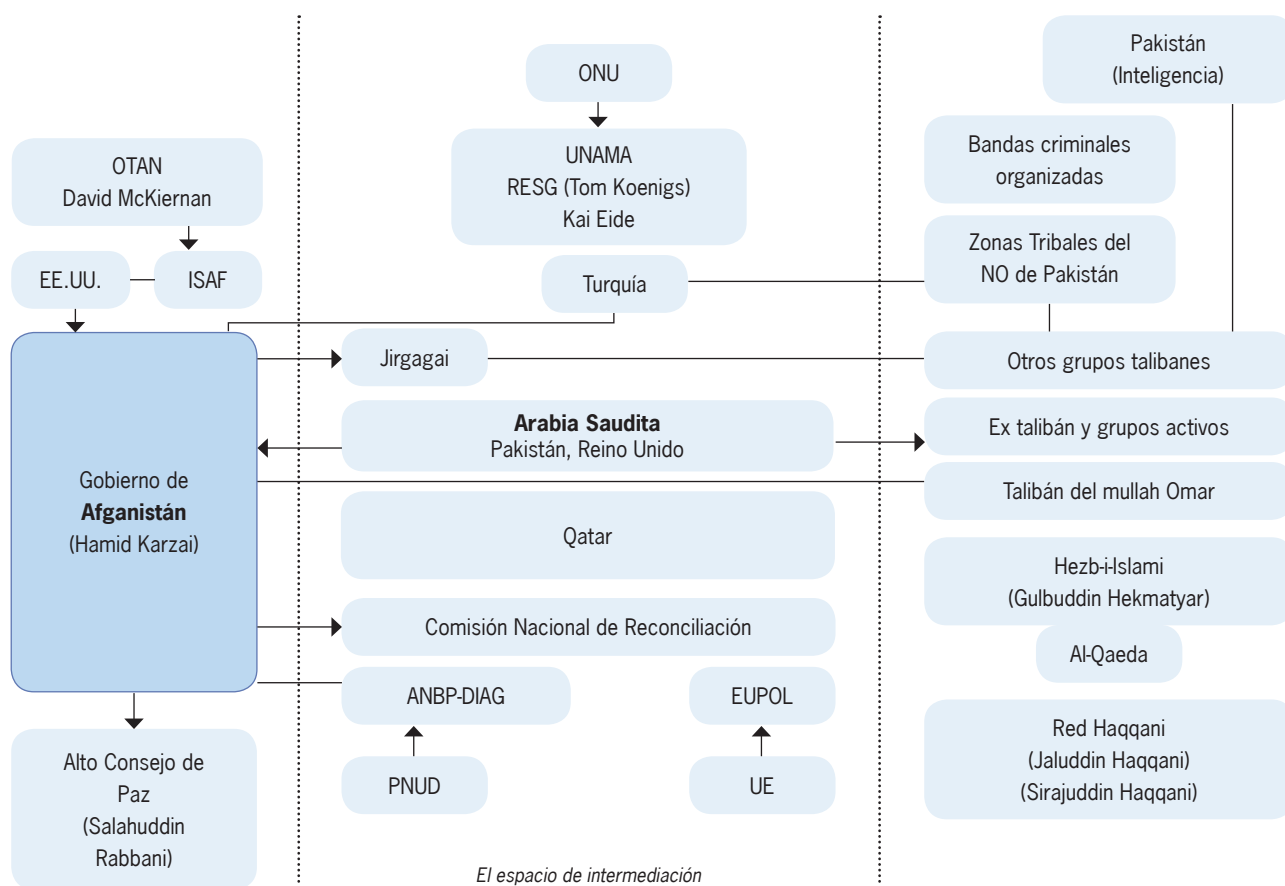 OTAN
David McKiernan
EE.UU.
ISAF
Gobierno de
Afganistán
(Hamid Karzai)
Alto Consejo de
Paz
(Salahuddin
Rabbani)
ONU
UNAMA
RESG (Tom Koenigs)
Kai Eide
Turquía
Jirgagai
Arabia Saudita
Pakistán, Reino Unido
Qatar
Comisión Nacional de Reconciliación
ANBP-DIAG
EUPOL
PNUD
UE
El espacio de intermediación
Pakistán
(Inteligencia)
Bandas criminales
organizadas
Zonas Tribales del
NO de Pakistán
Otros grupos talibanes
Ex talibán y grupos activos
Talibán del mullah Omar
Hezb-i-Islami
(Gulbuddin Hekmatyar)
Al-Qaeda
Red Haqqani
(Jaluddin Haqqani)
(Sirajuddin Haqqani)